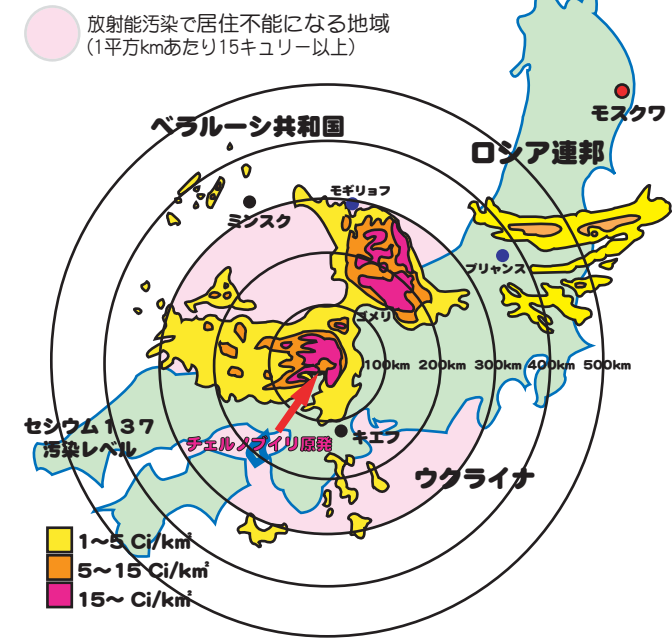 放射能汚染で居住不能になる地域
(1平方kmあたり15キュリー以上)
モスクワ
ベラルーシ共和国
ロシア連邦
モギリョフ
ミンスク
ブリャンスク
ゴメリ
100km 200km 300km 400km 500km
セシウム137
汚染レベル
チェルノブイリ原発
キエフ
ウクライナ
1〜5 Ci/km²
5〜15 Ci/km²
15〜 Ci/km²